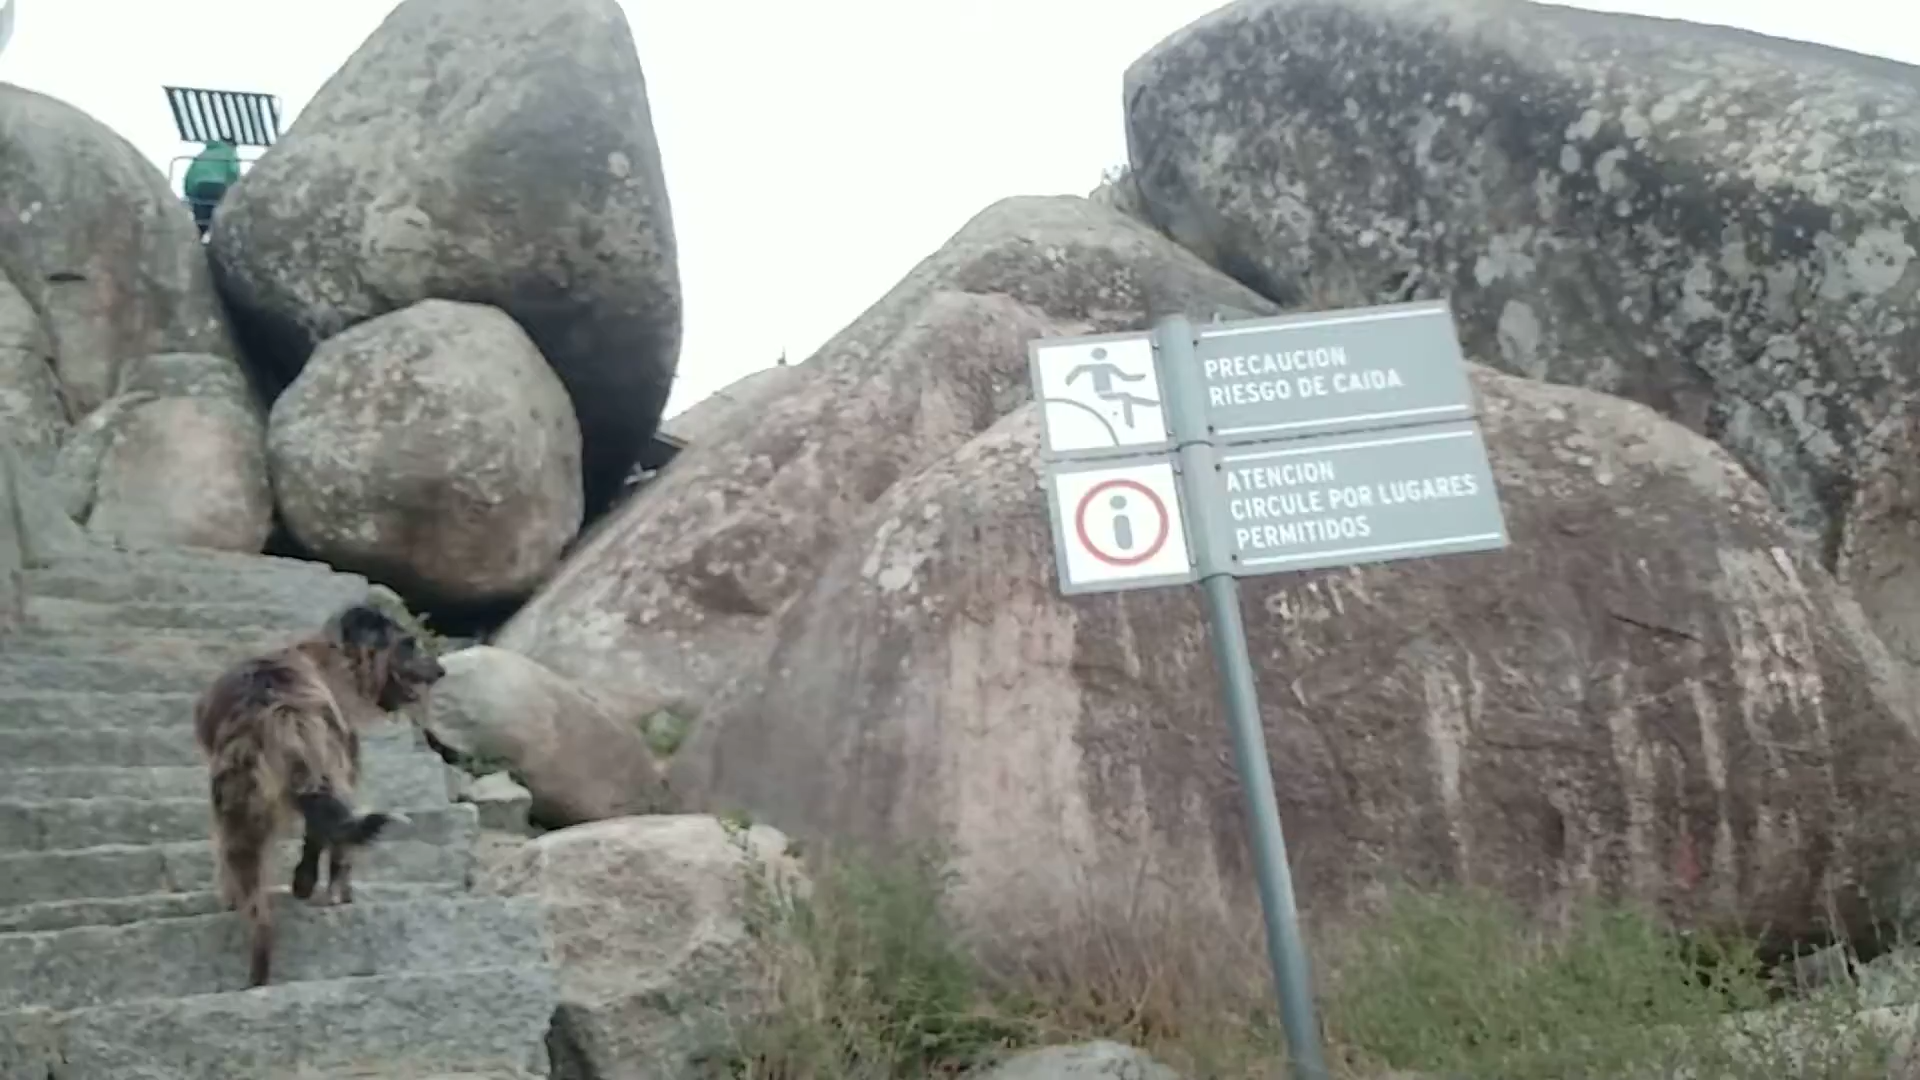 PRECAUCION
RIESGO DE CAIDA
ATENCION
CIRCULE POR LUGARES
PERMITIDOS